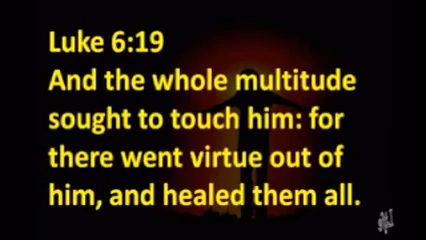 Luke 6:19
And the whole multitude
sought to touch him: for
there went virtue out of
him, and healed them all.